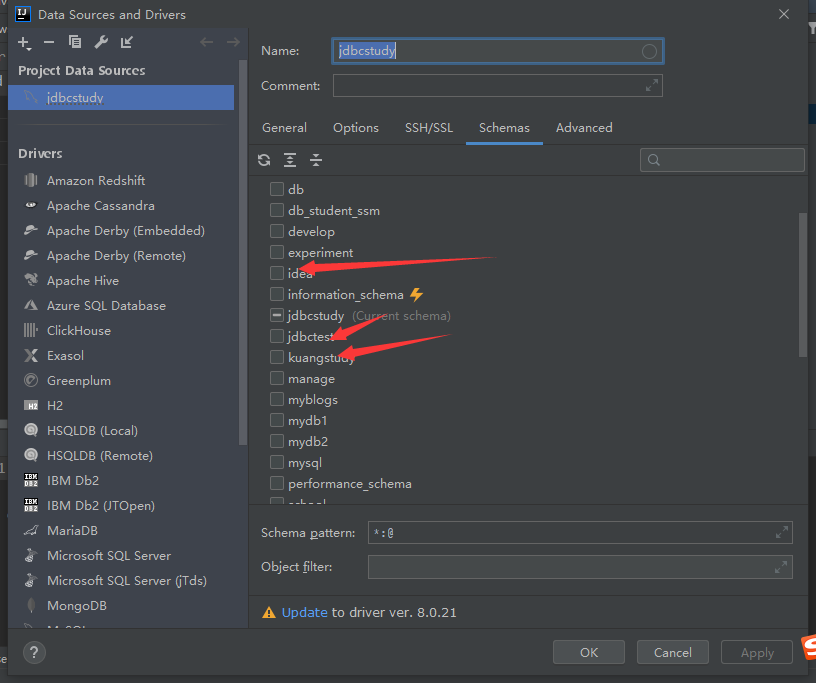 Data Sources and Drivers
Project Data Sources
jdbcstudy
Drivers
Amazon Redshift
Apache Cassandra
Apache Derby (Embedded)
Apache Derby (Remote)
Apache Hive
Azure SQL Database
ClickHouse
Exasol
Greenplum
H2
HSQLDB (Local)
HSQLDB (Remote)
IBM Db2
IBM Db2 (JTOpen)
MariaDB
Microsoft SQL Server
Microsoft SQL Server (jTds)
MongoDB
Name: jdbcstudy
Comment:
General Options SSH/SSL Schemas Advanced
db
db_student_ssm
develop
experiment
idea
information_schema
jdbcstudy (Current schema)
jdbctest
kuangstudy
manage
myblogs
mydb1
mydb2
mysql
performance_schema
Schema pattern: *:@
Object filter:
Update to driver ver. 8.0.21
? OK Cancel Apply